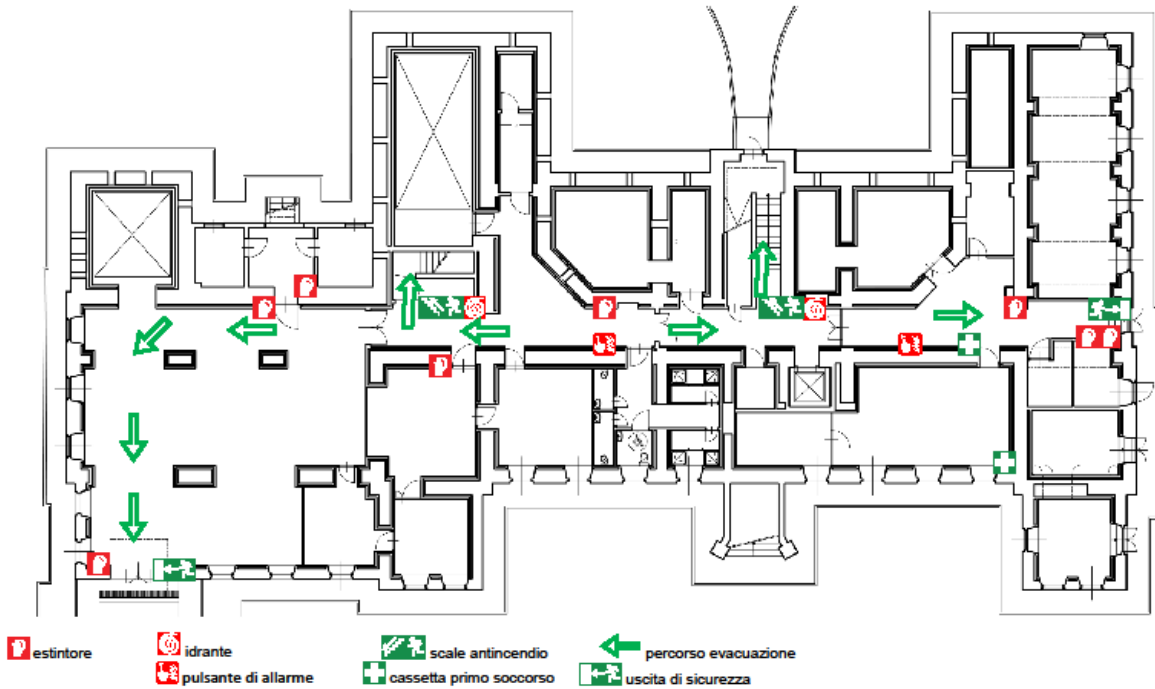 estintore
idrante
scale antincendio
percorso evacuazione
pulsante di allarme
cassetta primo soccorso
uscita di sicurezza